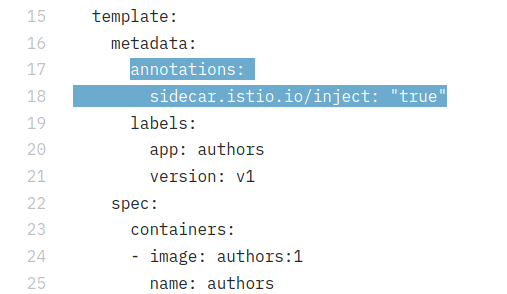 15 template:
16 metadata:
17 annotations:
18 sidecar.istio.io/inject: "true"
19 labels:
20 app: authors
21 version: v1
22 spec:
23 containers:
24 - image: authors:1
25 name: authors